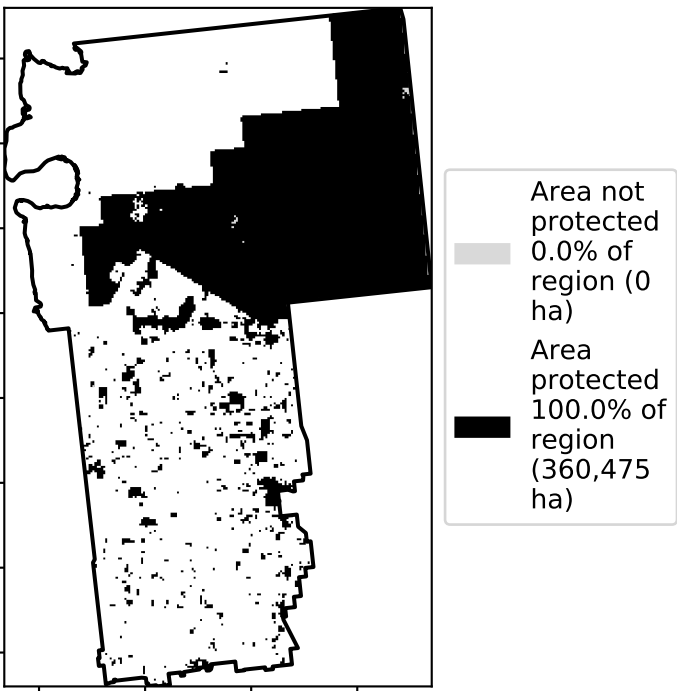 Area not
protected
0.0% of
region (0
ha)
Area
protected
100.0% of
region
(360,475
ha)